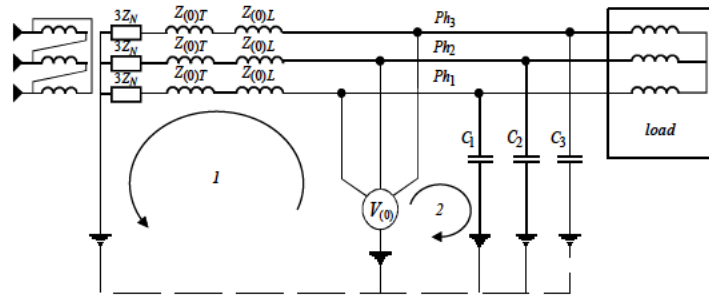 3Z_N Z_(0)T Z_(0)L Ph_3
3Z_N Z_(0)T Z_(0)L Ph_2
3Z_N Z_(0)T Z_(0)L Ph_1
C_1 C_2 C_3 load
1 V_(0) 2